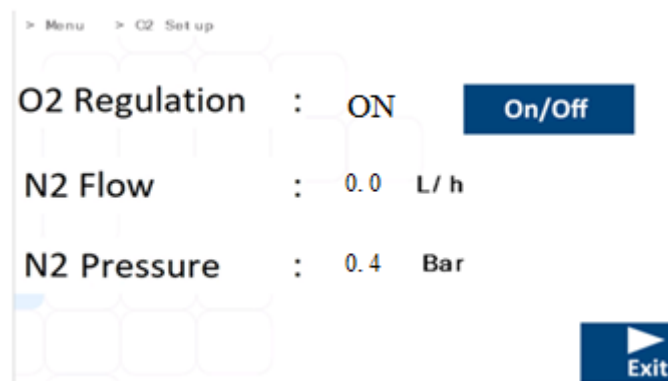 > Menu > O2 Set up
O2 Regulation : ON On/Off
N2 Flow : 0.0 L/h
N2 Pressure : 0.4 Bar
Exit